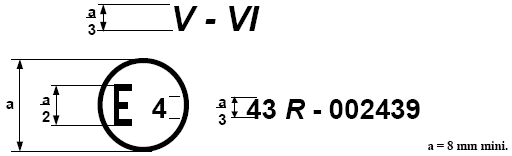 a/3 V - VI
a a/2 E 4 a/3 43 R - 002439
a = 8 mm mini.